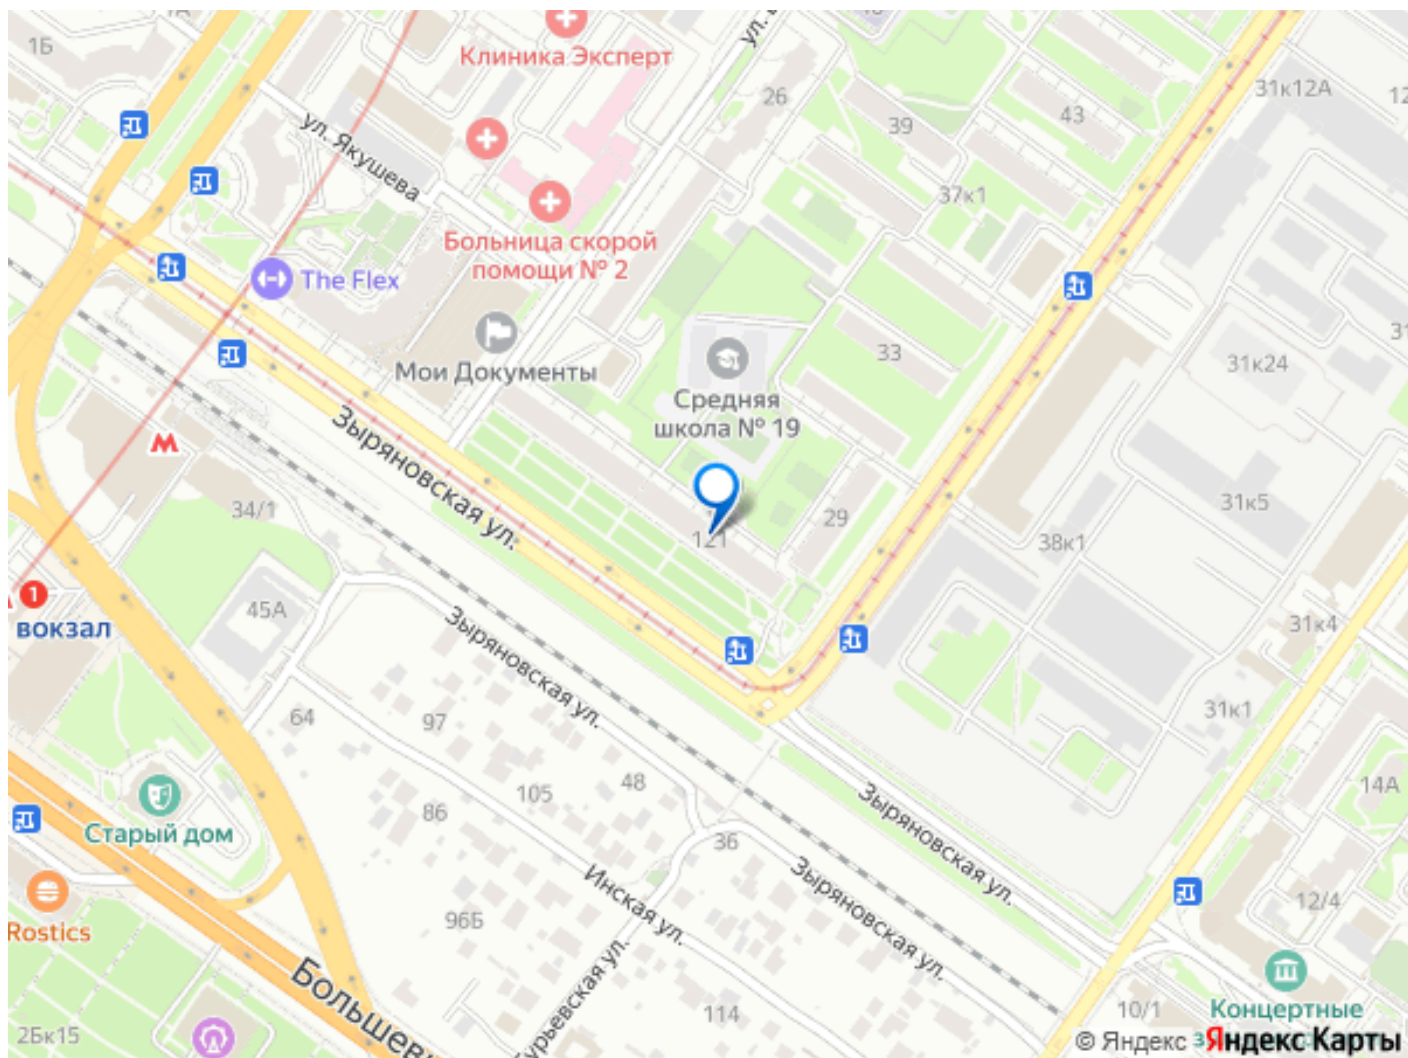 1Б
Клиника Эксперт
26
39
43
31к12А
ул. Якушева
37к1
Больница скорой
помощи № 2
The Flex
Мои Документы
33
31к24
Средняя
школа № 19
Зыряновская ул.
34/1
121
29
31к5
38к1
1
вокзал
45А
31к4
Зыряновская ул.
64
97
31к1
48
105
86
14А
Старый дом
Зыряновская ул.
36
Инская ул.
Зыряновская ул.
12/4
Rostics
96Б
114
10/1
Концертные
2Бк15
© Яндекс Яндекс Карты